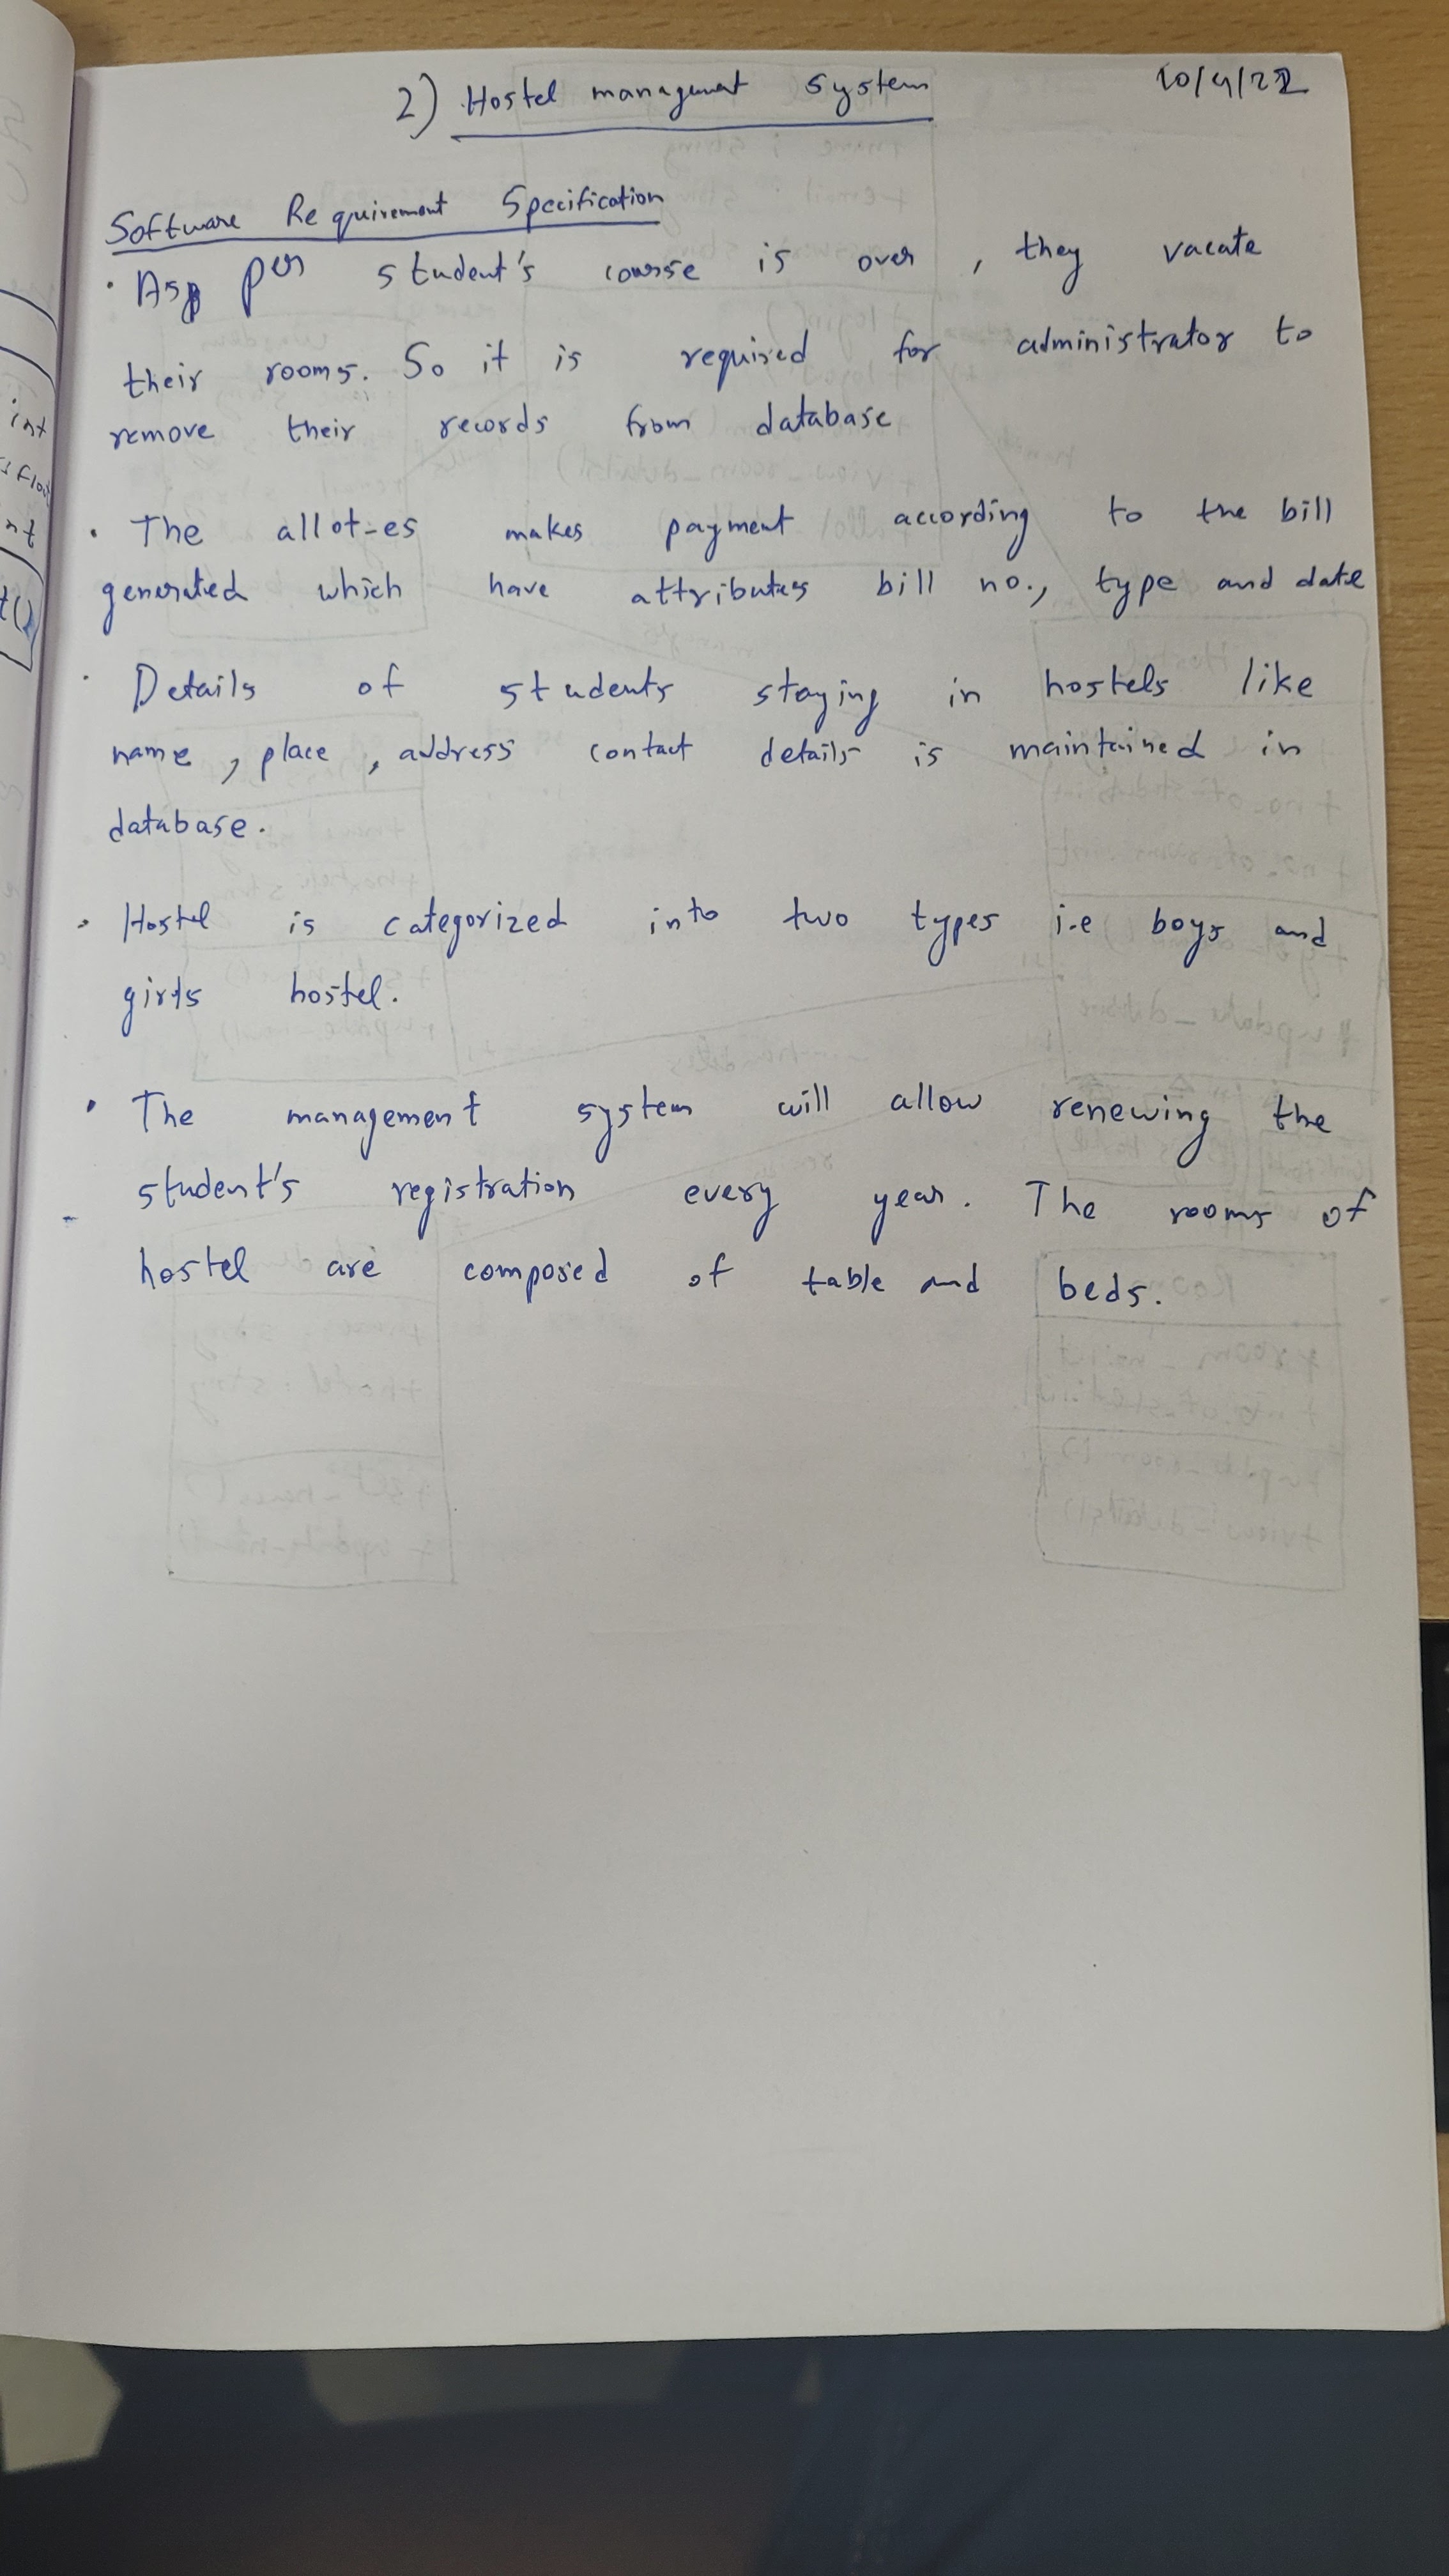 2) Hostel management system
10/4/22
Software Requirement Specification
• As per student's course is over, they vacate
their rooms. So it is required for administrator to
remove their records from database
• The allot-es makes payment according to the bill
generated which have attributes bill no., type and date
• Details of students staying in hostels like
name, place, address contact details is maintained in
database.
• Hostel is categorized into two types i.e boys and
girls hostel.
• The management system will allow renewing the
student's registration every year. The rooms of
hostel are composed of table and beds.
int
nt